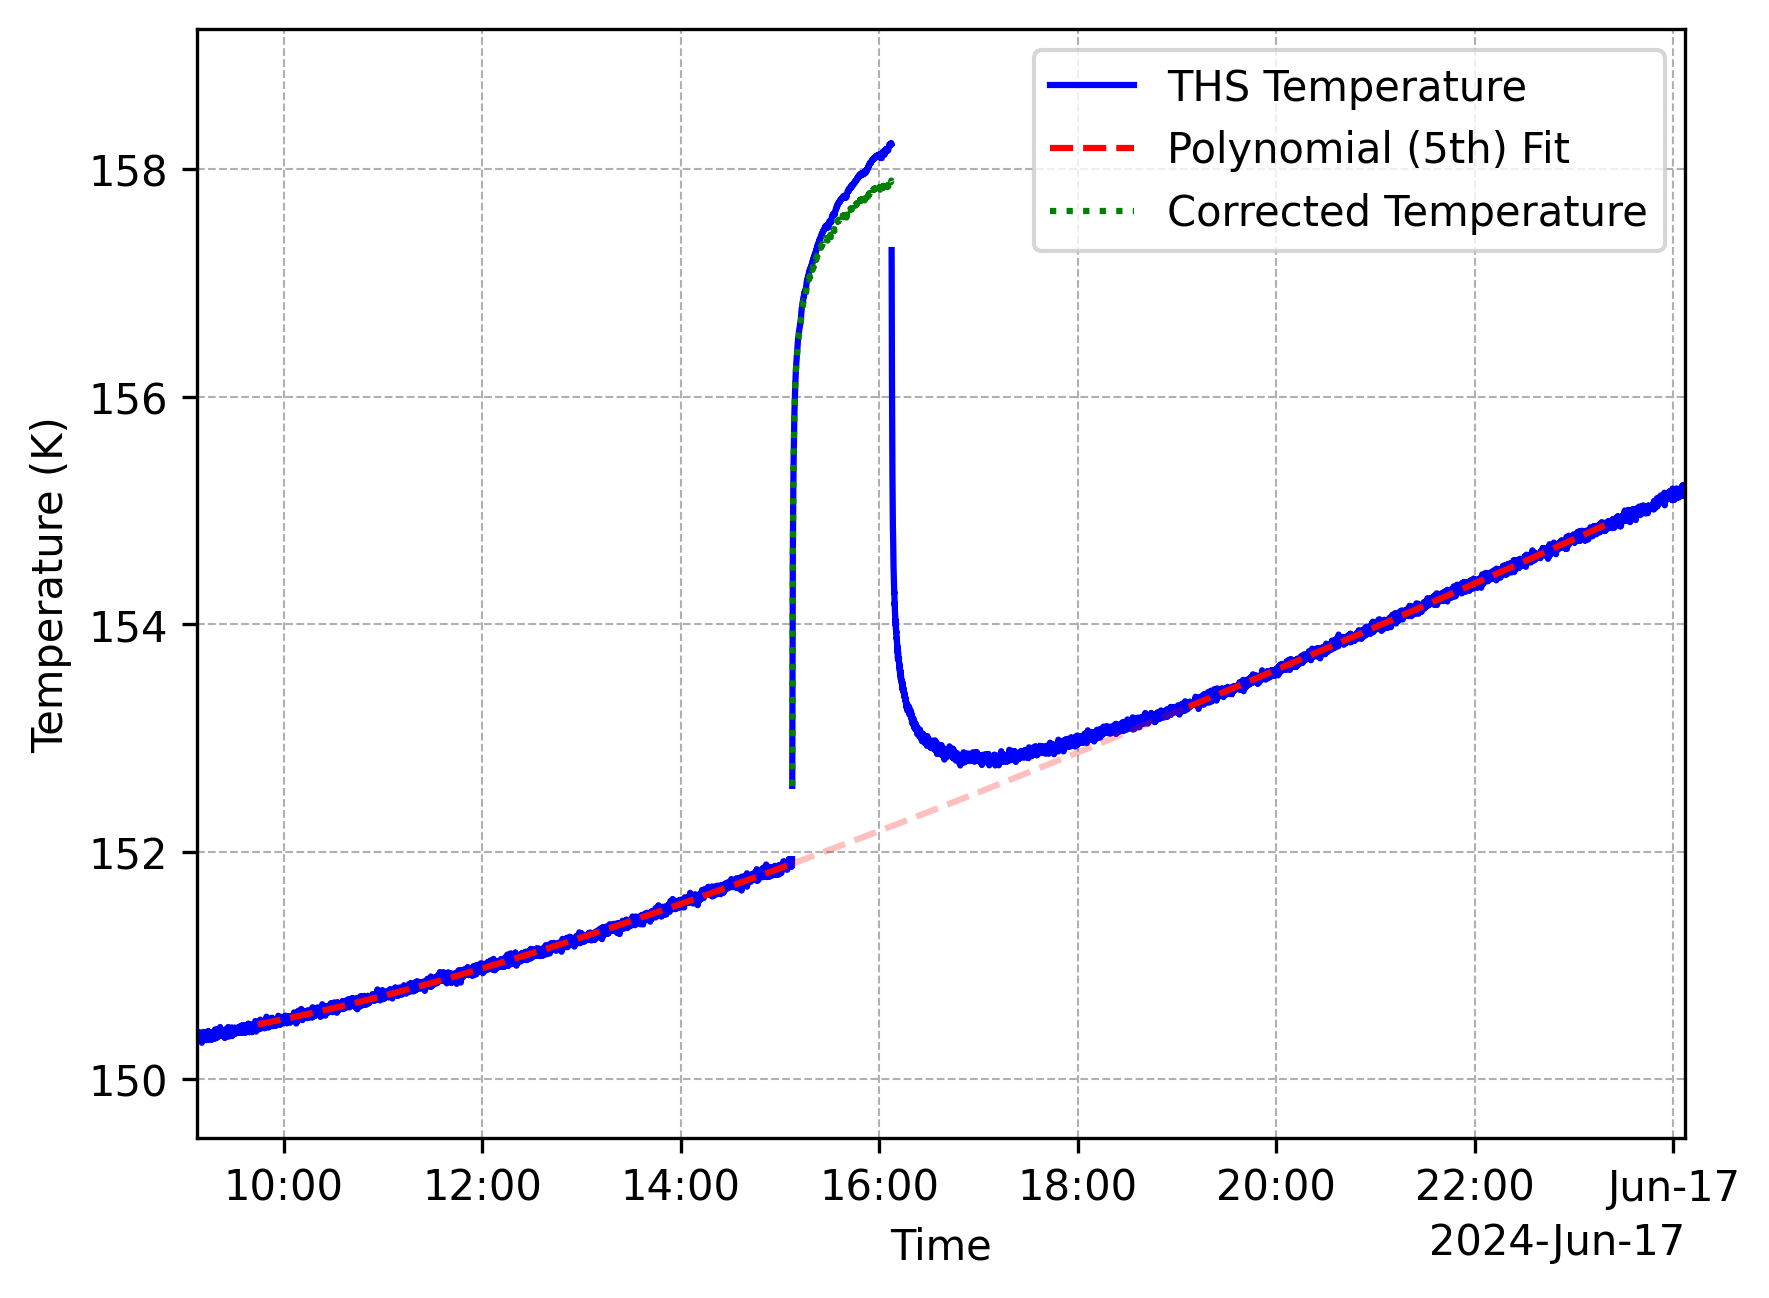 THS Temperature
Polynomial (5th) Fit
Corrected Temperature
158
156
154
152
150
Temperature (K)
10:00 12:00 14:00 16:00 18:00 20:00 22:00 Jun-17
2024-Jun-17
Time